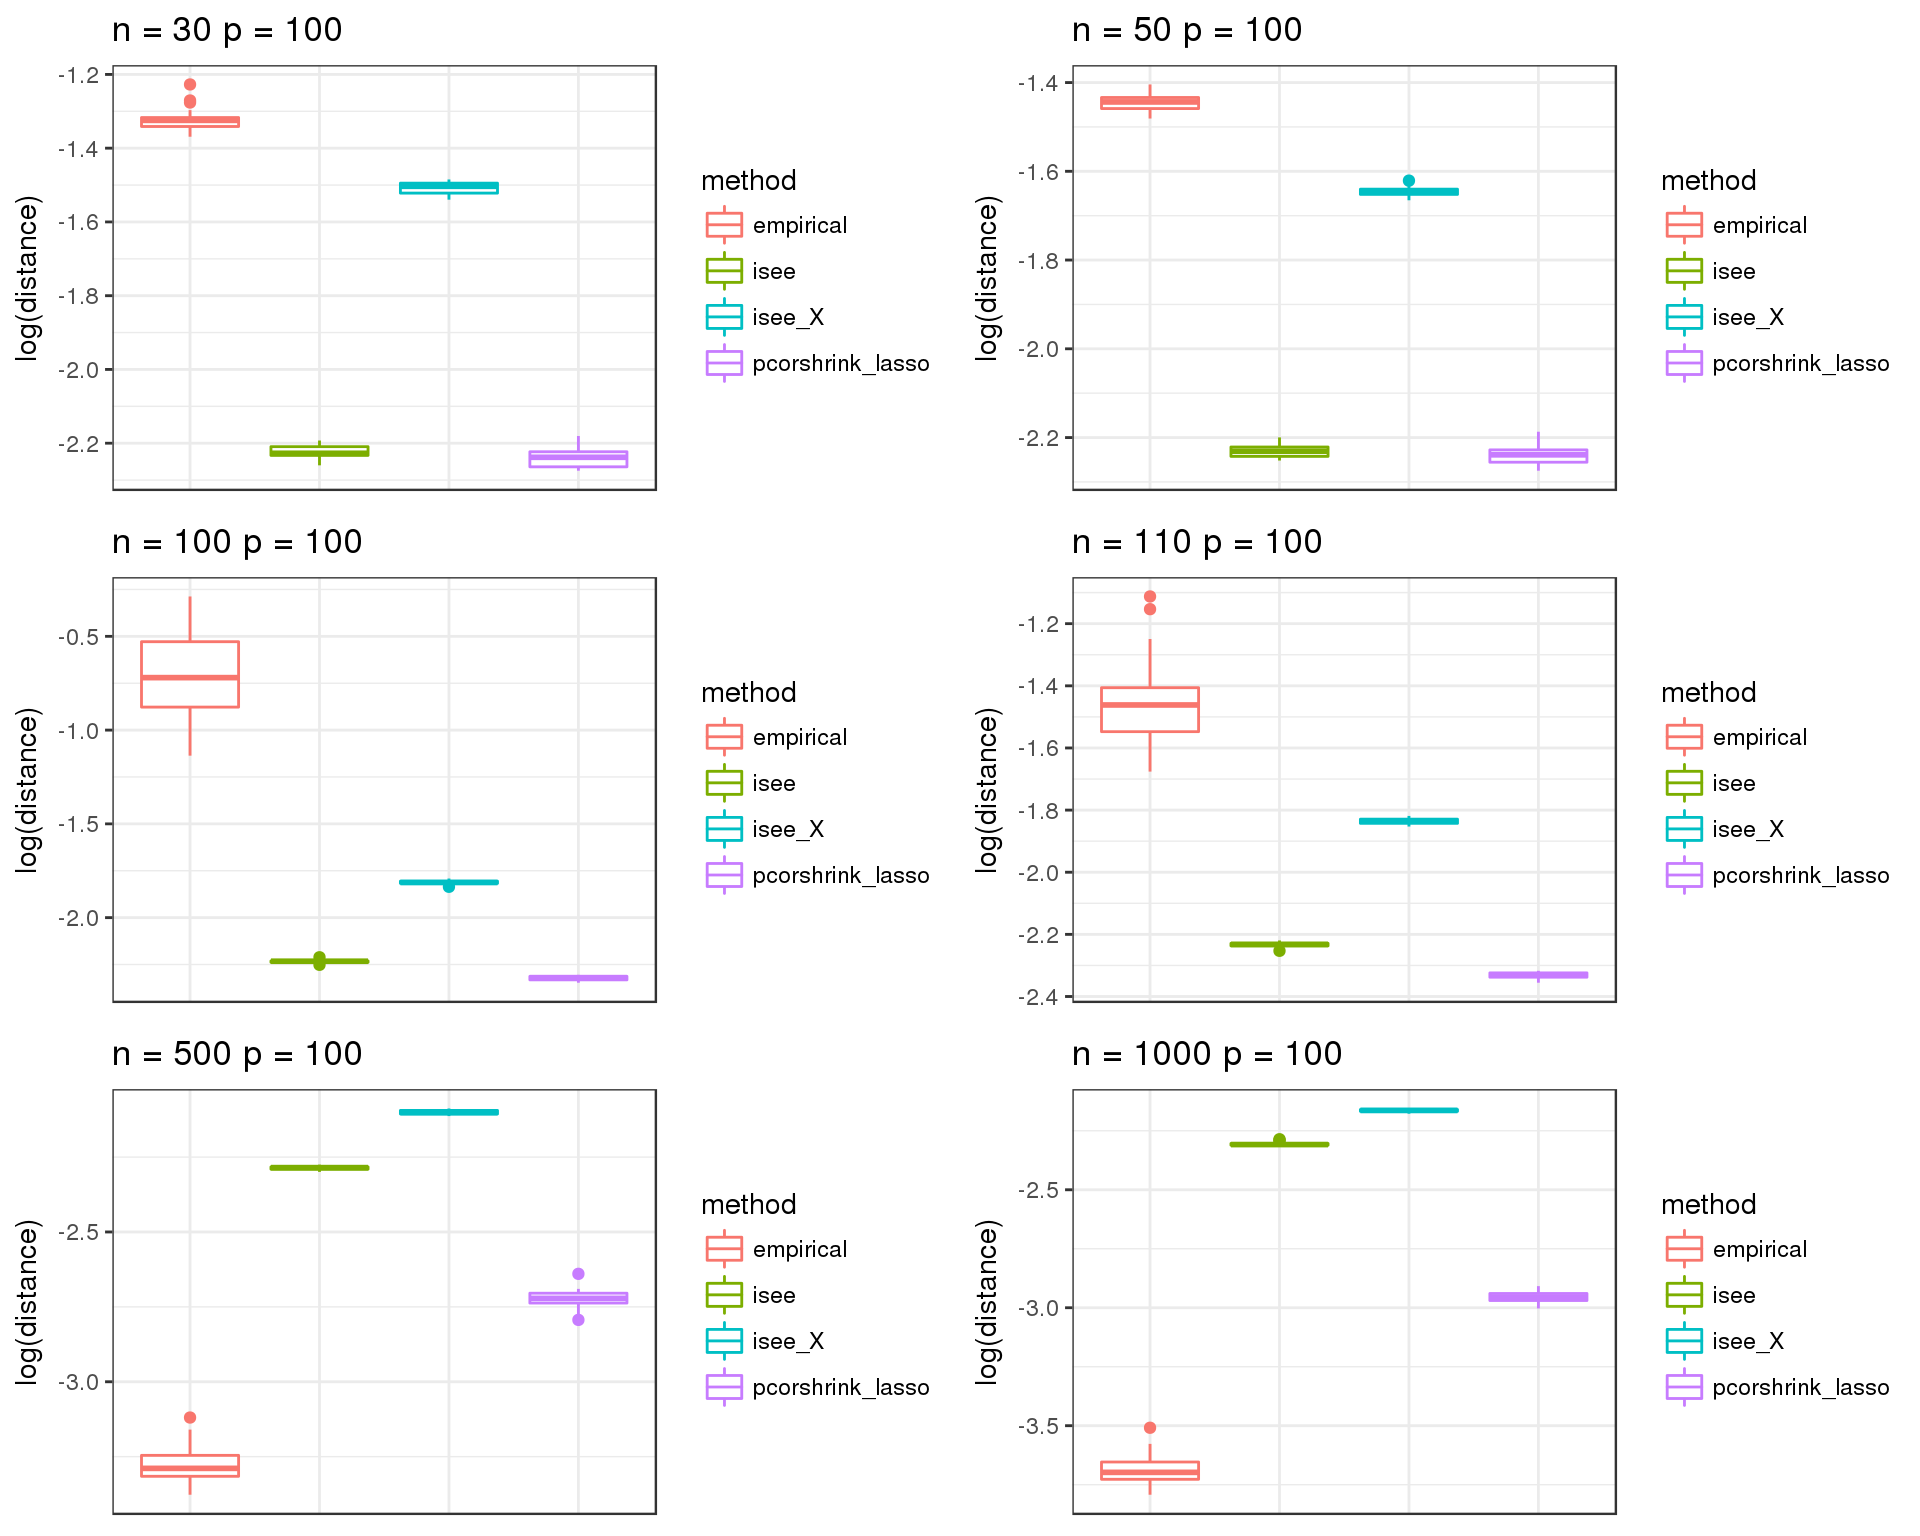 n = 30 p = 100
-1.2
-1.4
-1.6
-1.8
-2.0
-2.2
log(distance)
method
empirical
isee
isee_X
pcorshrink_lasso
n = 50 p = 100
-1.4
-1.6
-1.8
-2.0
-2.2
log(distance)
method
empirical
isee
isee_X
pcorshrink_lasso
n = 100 p = 100
-0.5
-1.0
-1.5
-2.0
log(distance)
method
empirical
isee
isee_X
pcorshrink_lasso
n = 110 p = 100
-1.2
-1.4
-1.6
-1.8
-2.0
-2.2
-2.4
log(distance)
method
empirical
isee
isee_X
pcorshrink_lasso
n = 500 p = 100
-2.5
-3.0
log(distance)
method
empirical
isee
isee_X
pcorshrink_lasso
n = 1000 p = 100
-2.5
-3.0
-3.5
log(distance)
method
empirical
isee
isee_X
pcorshrink_lasso